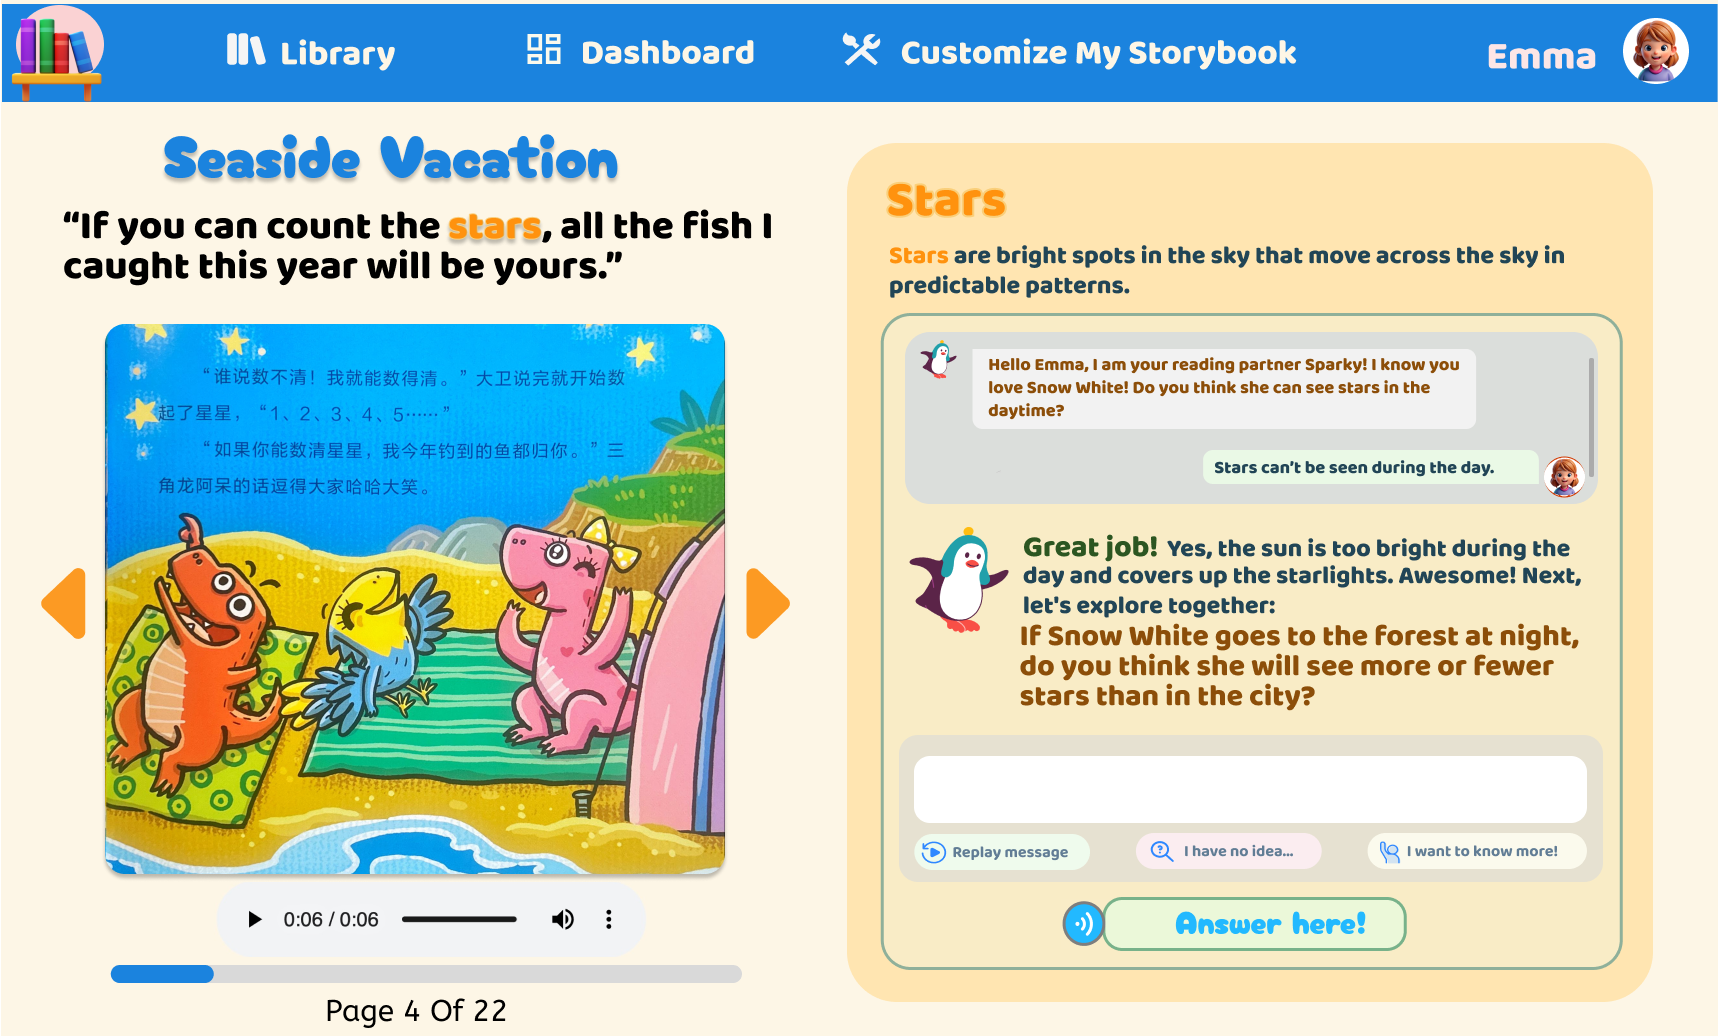 Library
Dashboard
Customize My Storybook
Emma
Seaside Vacation
“If you can count the stars, all the fish I
caught this year will be yours.”
“谁说数不清！我就能数得清。”大卫说完就开始数
起了星星，“1、2、3、4、5……”
“如果你能数清星星，我今年钓到的鱼都归你。”三
角龙阿呆的话逗得大家哈哈大笑。
0:06 / 0:06
Page 4 Of 22
Stars
Stars are bright spots in the sky that move across the sky in
predictable patterns.
Hello Emma, I am your reading partner Sparky! I know you
love Snow White! Do you think she can see stars in the
daytime?
Stars can’t be seen during the day.
Great job! Yes, the sun is too bright during the
day and covers up the starlights. Awesome! Next,
let's explore together:
If Snow White goes to the forest at night,
do you think she will see more or fewer
stars than in the city?
Replay message
I have no idea...
I want to know more!
Answer here!